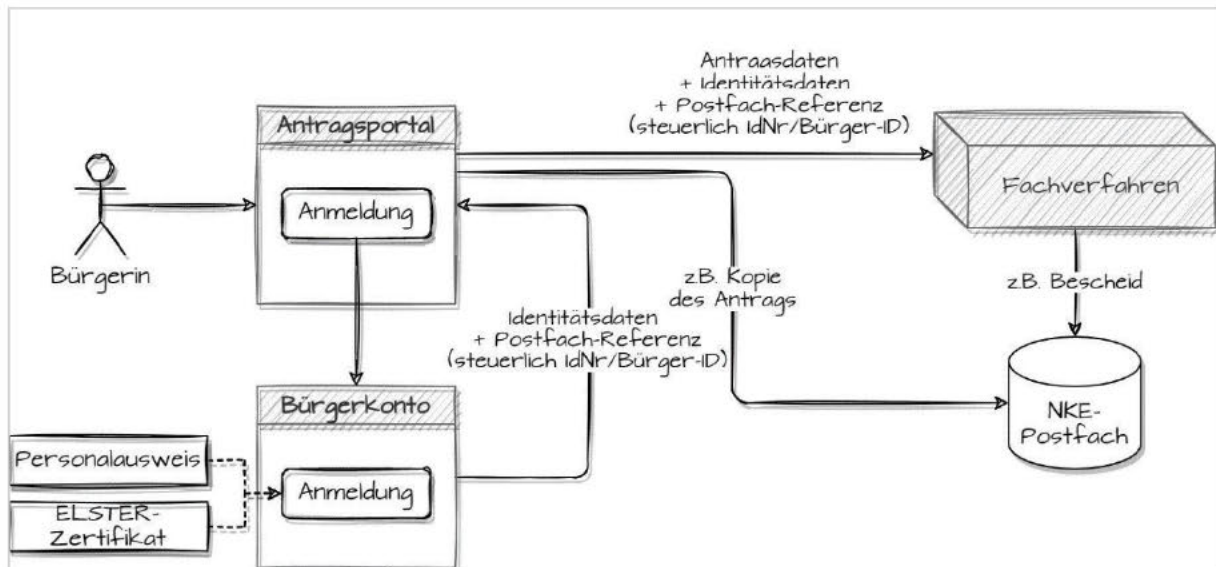 Antragsdaten
+ Identitätsdaten
+ Postfach-Referenz
(steuerlich IdNr/Bürger-ID)
Antragsportal
Fachverfahren
Anmeldung
Bürgerin
z.B. Kopie
des Antrags
z.B. Bescheid
Identitätsdaten
+ Postfach-Referenz
(steuerlich IdNr/Bürger-ID)
Bürgerkonto
NKE-
Postfach
Personalausweis
Anmeldung
ELSTER-
Zertifikat